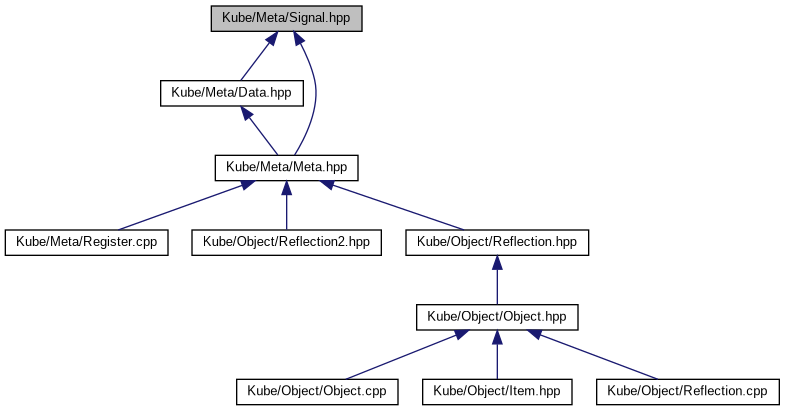 Kube/Meta/Signal.hpp
Kube/Meta/Data.hpp
Kube/Meta/Meta.hpp
Kube/Meta/Register.cpp
Kube/Object/Reflection2.hpp
Kube/Object/Reflection.hpp
Kube/Object/Object.hpp
Kube/Object/Object.cpp
Kube/Object/Item.hpp
Kube/Object/Reflection.cpp